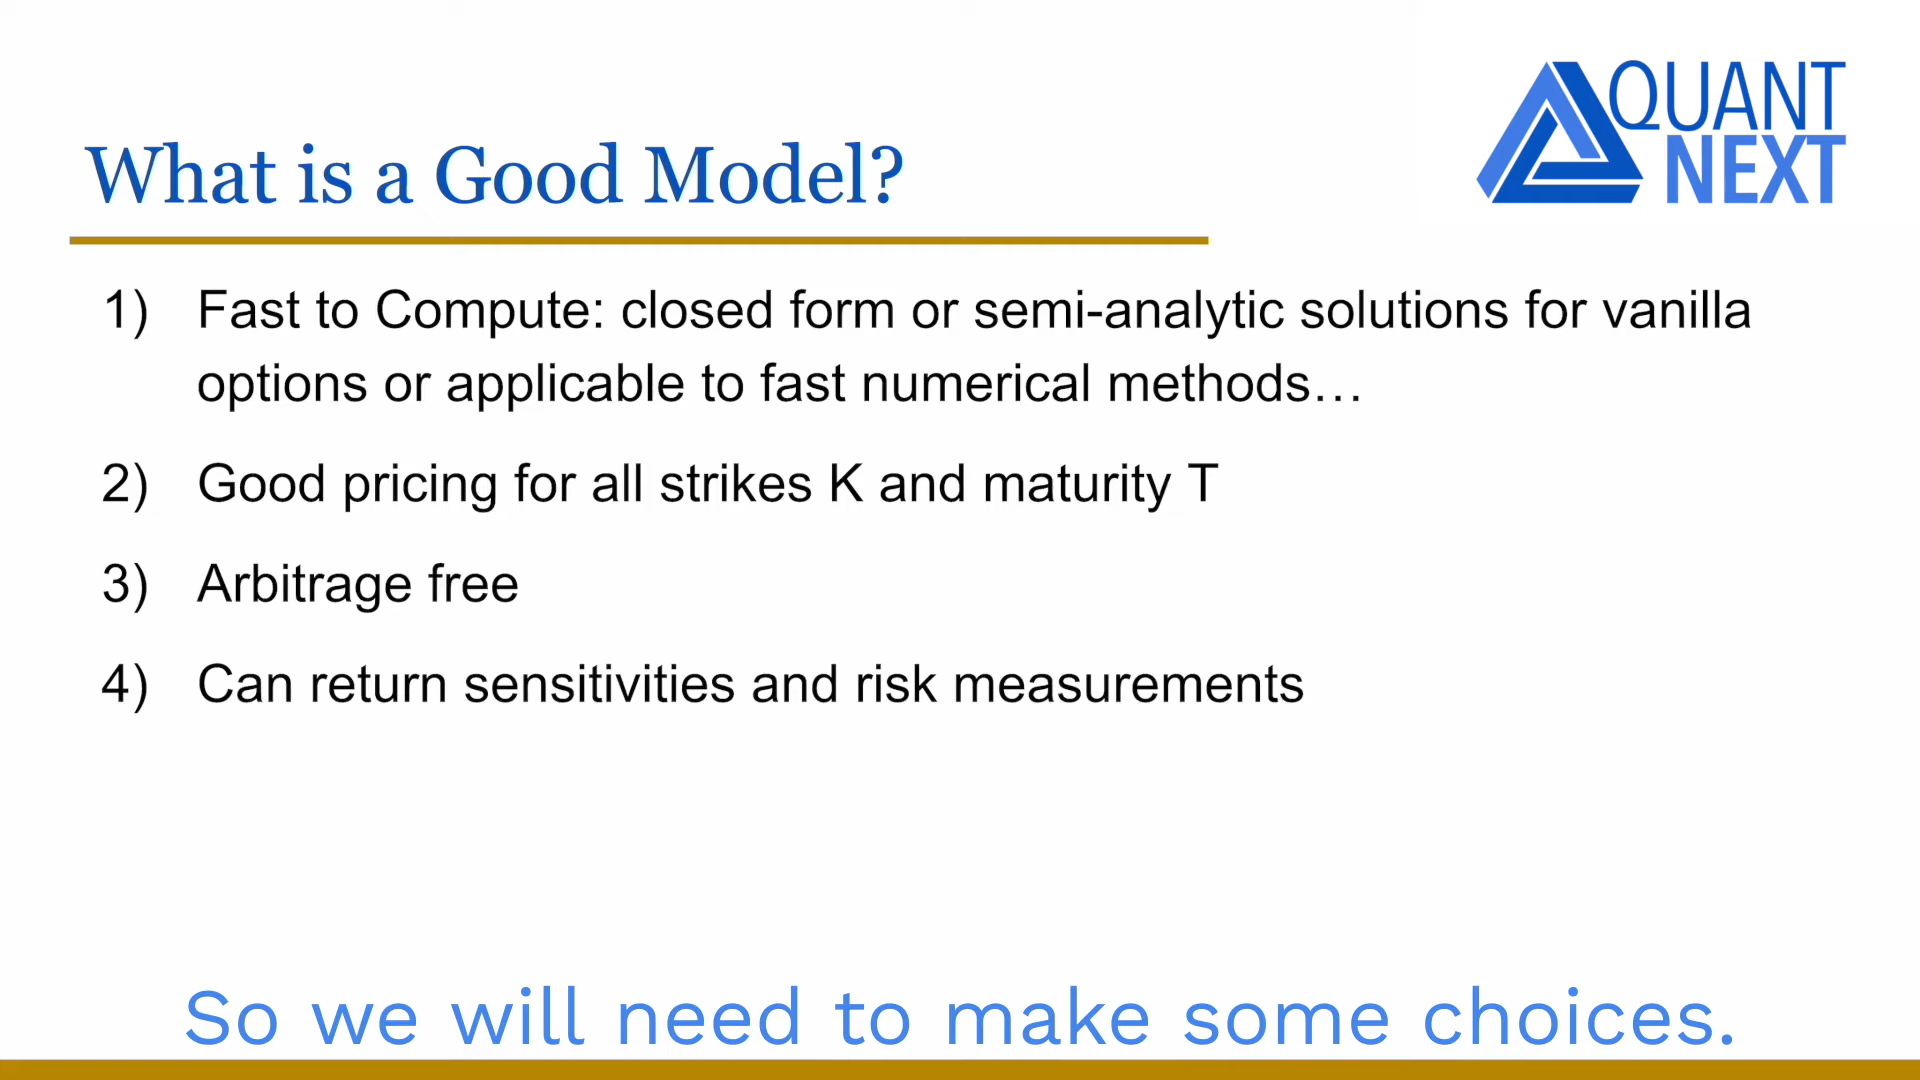 QUANT
NEXT
What is a Good Model?
1) Fast to Compute: closed form or semi-analytic solutions for vanilla
options or applicable to fast numerical methods…
2) Good pricing for all strikes K and maturity T
3) Arbitrage free
4) Can return sensitivities and risk measurements
So we will need to make some choices.